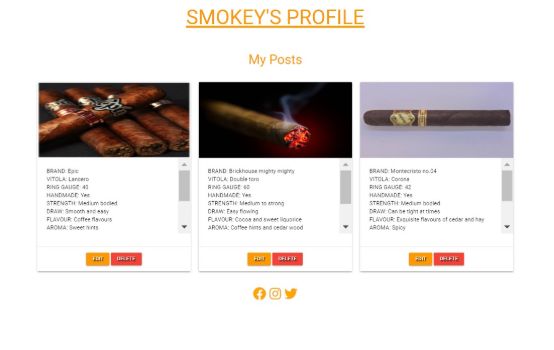 SMOKEY'S PROFILE
My Posts
BRAND: Epic
VITOLA: Lancero
RING GAUGE: 40
HANDMADE: Yes
STRENGTH: Medium bodied
DRAW: Smooth and easy
FLAVOUR: Coffee flavours
AROMA: Sweet hints
EDIT DELETE
BRAND: Brickhouse mighty mighty
VITOLA: Double toro
RING GAUGE: 60
HANDMADE: Yes
STRENGTH: Medium to strong
DRAW: Easy flowing
FLAVOUR: Cocoa and sweet liquorice
AROMA: Coffee hints and cedar wood
EDIT DELETE
BRAND: Montecristo no.04
VITOLA: Corona
RING GAUGE: 42
HANDMADE: Yes
STRENGTH: Medium bodied
DRAW: Can be tight at times
FLAVOUR: Exquisite flavours of cedar and hay
AROMA: Spicy
EDIT DELETE